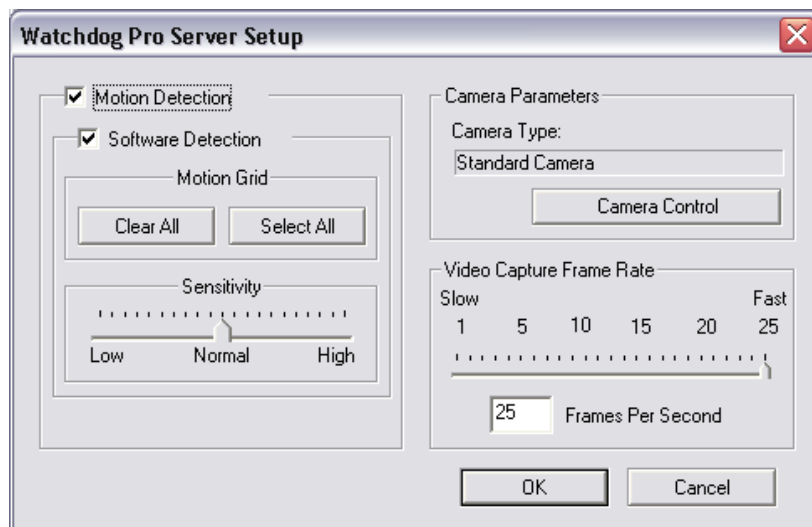 Watchdog Pro Server Setup
Motion Detection
Software Detection
Motion Grid
Clear All
Select All
Sensitivity
Low Normal High
Camera Parameters
Camera Type:
Standard Camera
Camera Control
Video Capture Frame Rate
Slow Fast
1 5 10 15 20 25
25 Frames Per Second
OK
Cancel